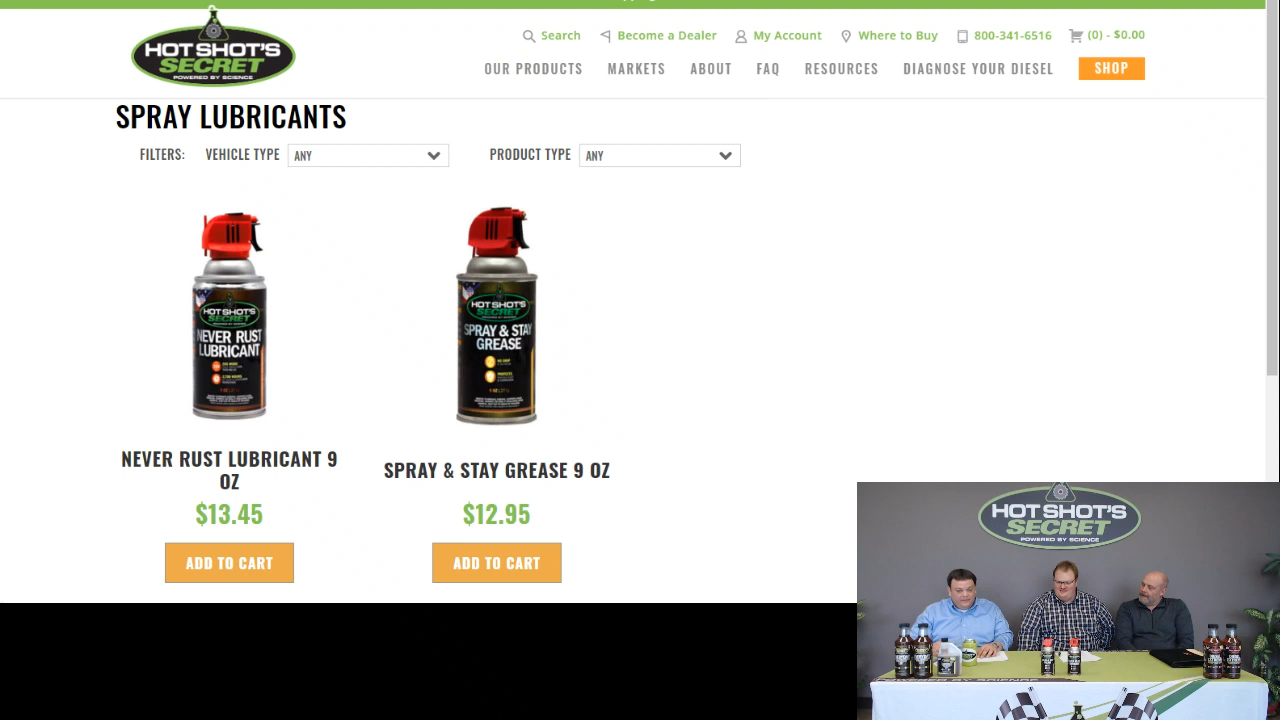 HOT SHOT'S
SECRET
POWERED BY SCIENCE
Search
Become a Dealer
My Account
Where to Buy
800-341-6516
(0) - $0.00
OUR PRODUCTS
MARKETS
ABOUT
FAQ
RESOURCES
DIAGNOSE YOUR DIESEL
SHOP
SPRAY LUBRICANTS
FILTERS:
VEHICLE TYPE
ANY
PRODUCT TYPE
ANY
HOT SHOT'S
SECRET
NEVER RUST
LUBRICANT
HOT SHOT'S
SECRET
SPRAY & STAY
GREASE
NEVER RUST LUBRICANT 9
OZ
$13.45
ADD TO CART
SPRAY & STAY GREASE 9 OZ
$12.95
ADD TO CART
HOT SHOT'S
SECRET
POWERED BY SCIENCE
POWERED BY SCIENCE